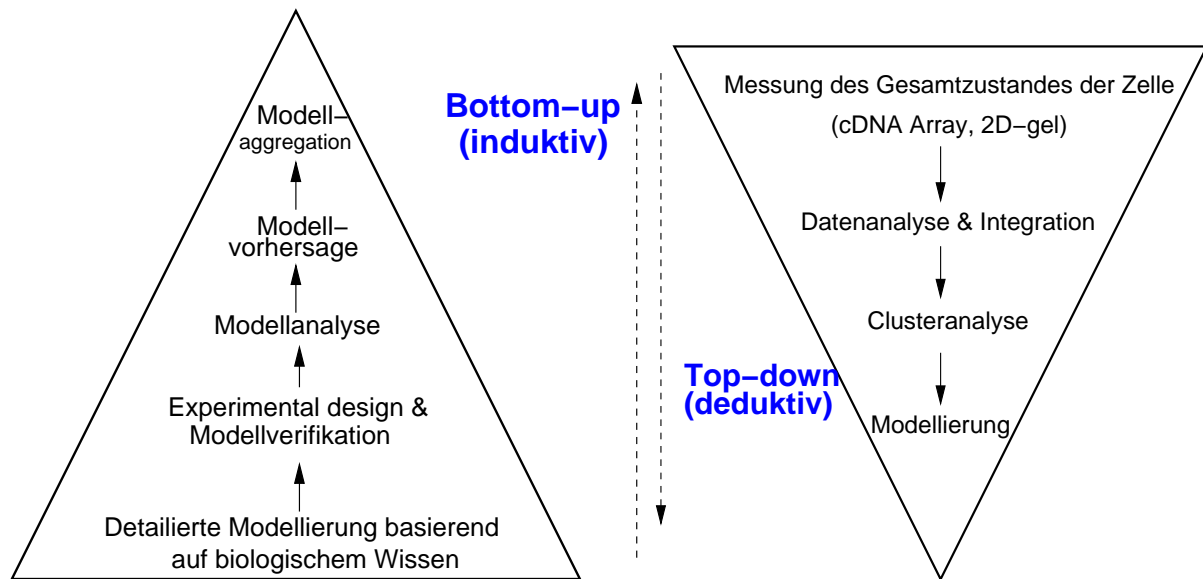 Modell–
aggregation
Modell–
vorhersage
Modellanalyse
Experimental design &
Modellverifikation
Detailierte Modellierung basierend
auf biologischem Wissen
Bottom–up
(induktiv)
Top–down
(deduktiv)
Messung des Gesamtzustandes der Zelle
(cDNA Array, 2D–gel)
Datenanalyse & Integration
Clusteranalyse
Modellierung